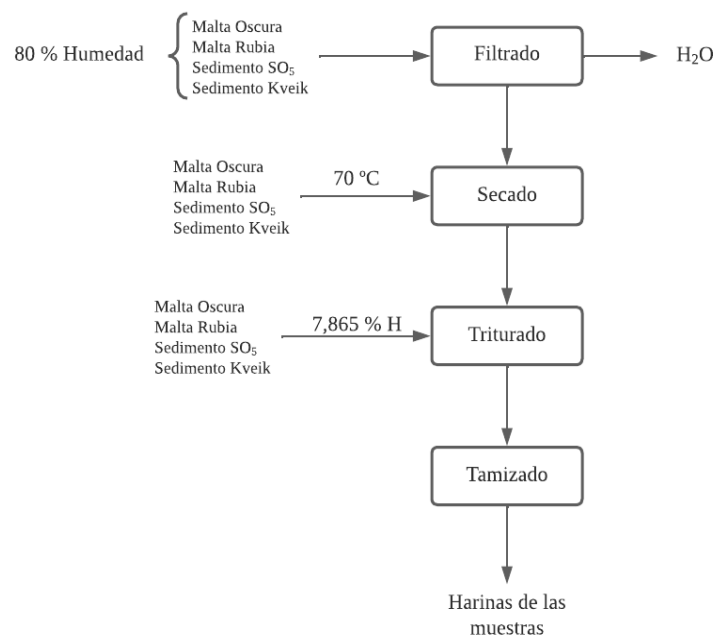 80 % Humedad
Malta Oscura
Malta Rubia
Sedimento SO₅
Sedimento Kveik
Filtrado
H₂O
Malta Oscura
Malta Rubia
Sedimento SO₅
Sedimento Kveik
70 ºC
Secado
Malta Oscura
Malta Rubia
Sedimento SO₅
Sedimento Kveik
7,865 % H
Triturado
Tamizado
Harinas de las
muestras